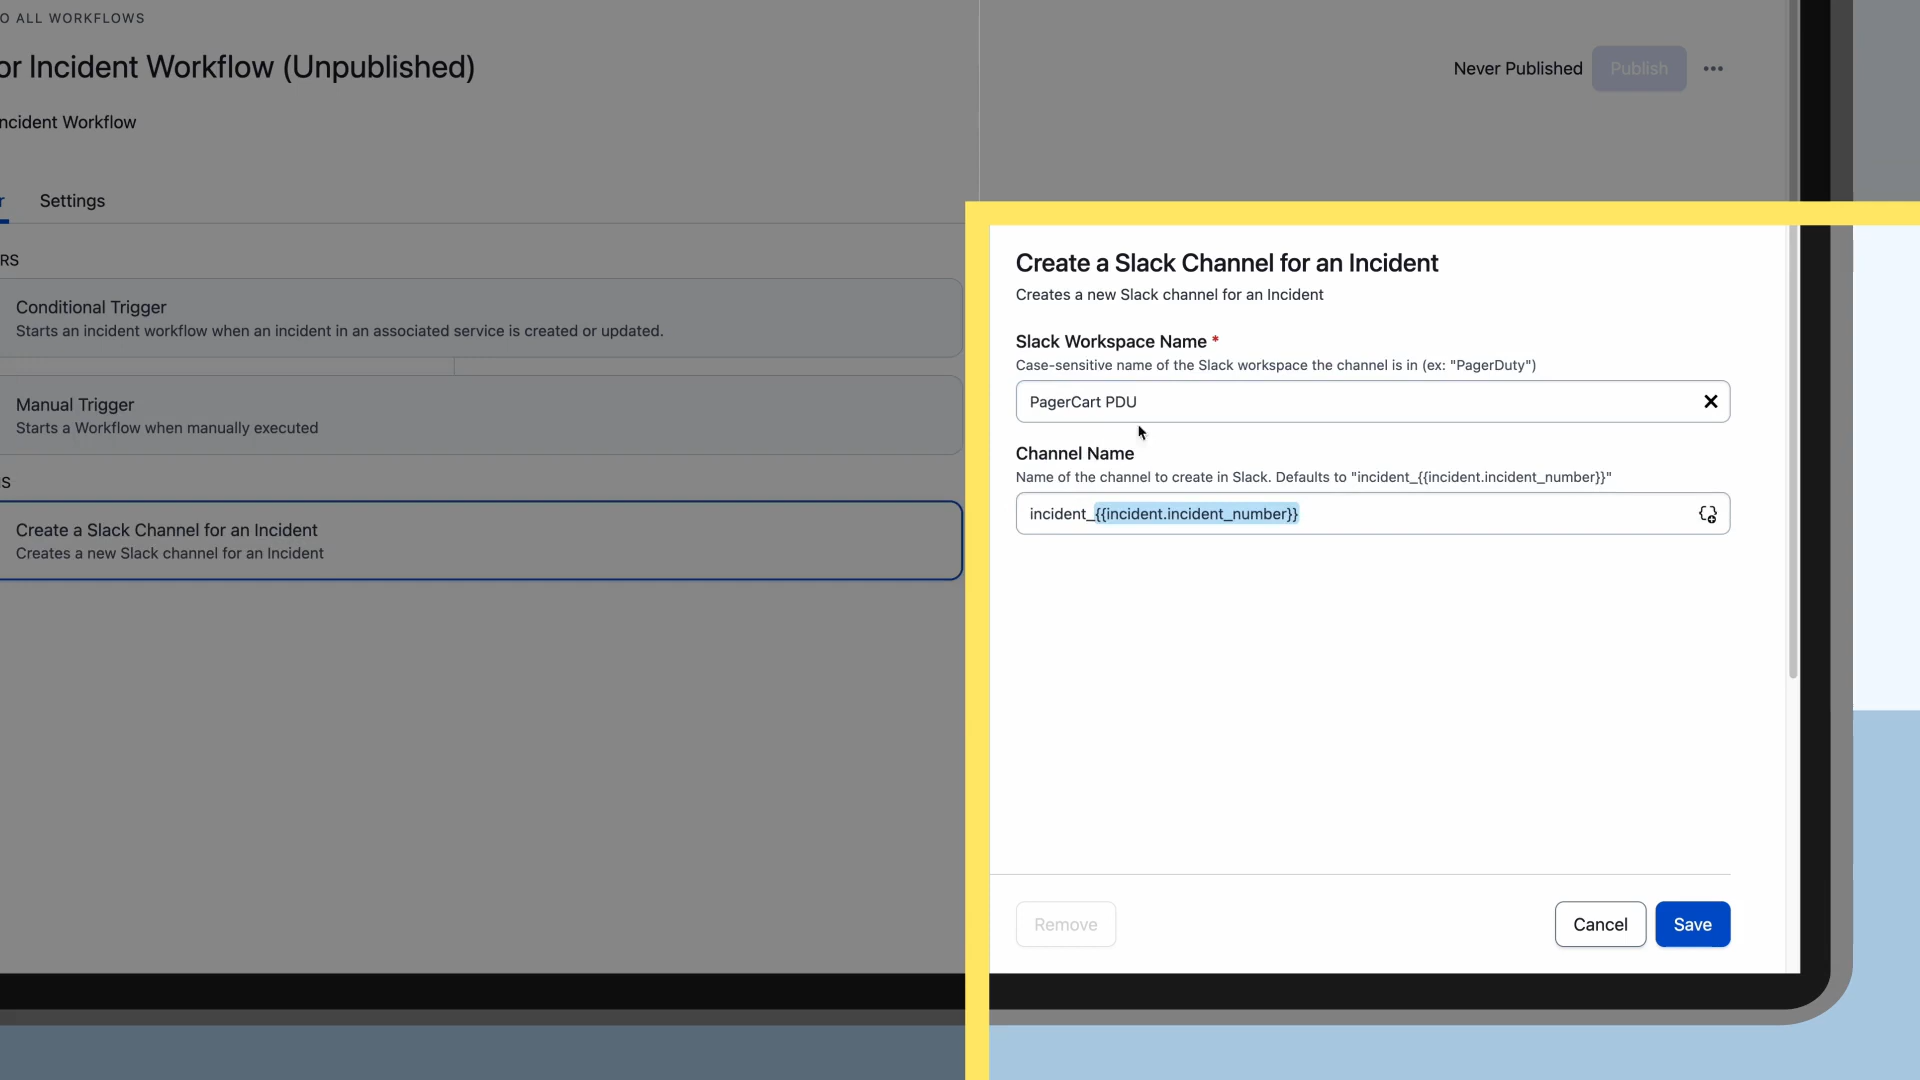 O ALL WORKFLOWS
or Incident Workflow (Unpublished)
Never Published
Publish
ncident Workflow
r
Settings
RS
Conditional Trigger
Starts an incident workflow when an incident in an associated service is created or updated.
Manual Trigger
Starts a Workflow when manually executed
IS
Create a Slack Channel for an Incident
Creates a new Slack channel for an Incident
Create a Slack Channel for an Incident
Creates a new Slack channel for an Incident
Slack Workspace Name *
Case-sensitive name of the Slack workspace the channel is in (ex: "PagerDuty")
PagerCart PDU
Channel Name
Name of the channel to create in Slack. Defaults to "incident_{{incident.incident_number}}"
incident_{{incident.incident_number}}
Remove
Cancel
Save